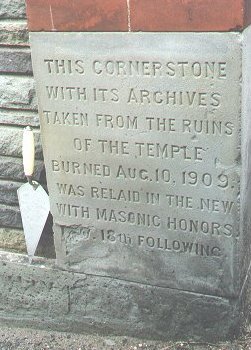 THIS CORNERSTONE
WITH ITS ARCHIVES
TAKEN FROM THE RUINS
OF THE TEMPLE
BURNED AUG. 10, 1909.
WAS RELAID IN THE NEW
WITH MASONIC HONORS
18TH FOLLOWING